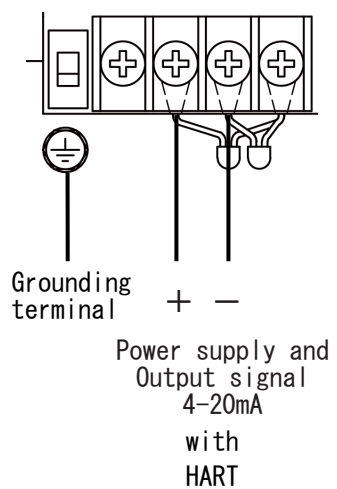 Grounding
terminal
+ −
Power supply and
Output signal
4-20mA
with
HART